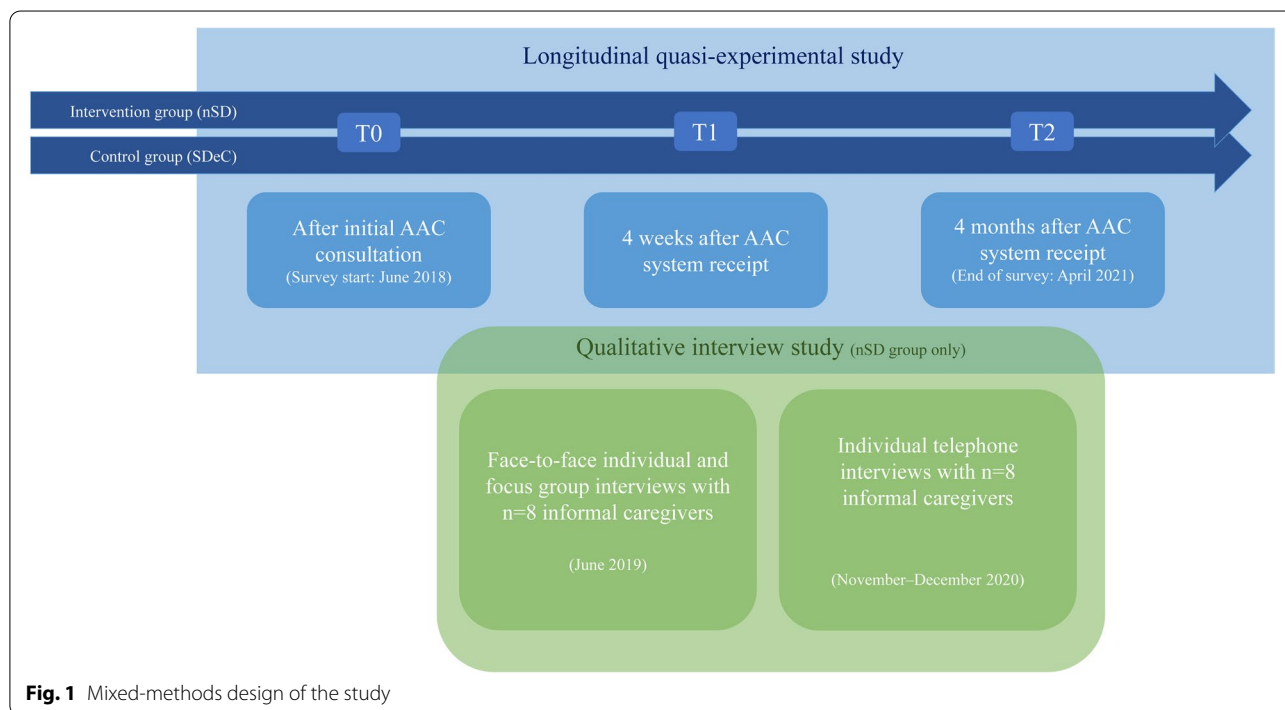 Longitudinal quasi-experimental study
Intervention group (nSD)
Control group (SDeC)
T0
T1
T2
After initial AAC
consultation
(Survey start: June 2018)
4 weeks after AAC
system receipt
4 months after AAC
system receipt
(End of survey: April 2021)
Qualitative interview study (nSD group only)
Face-to-face individual and
focus group interviews with
n=8 informal caregivers
(June 2019)
Individual telephone
interviews with n=8
informal caregivers
(November–December 2020)
Fig. 1 Mixed-methods design of the study